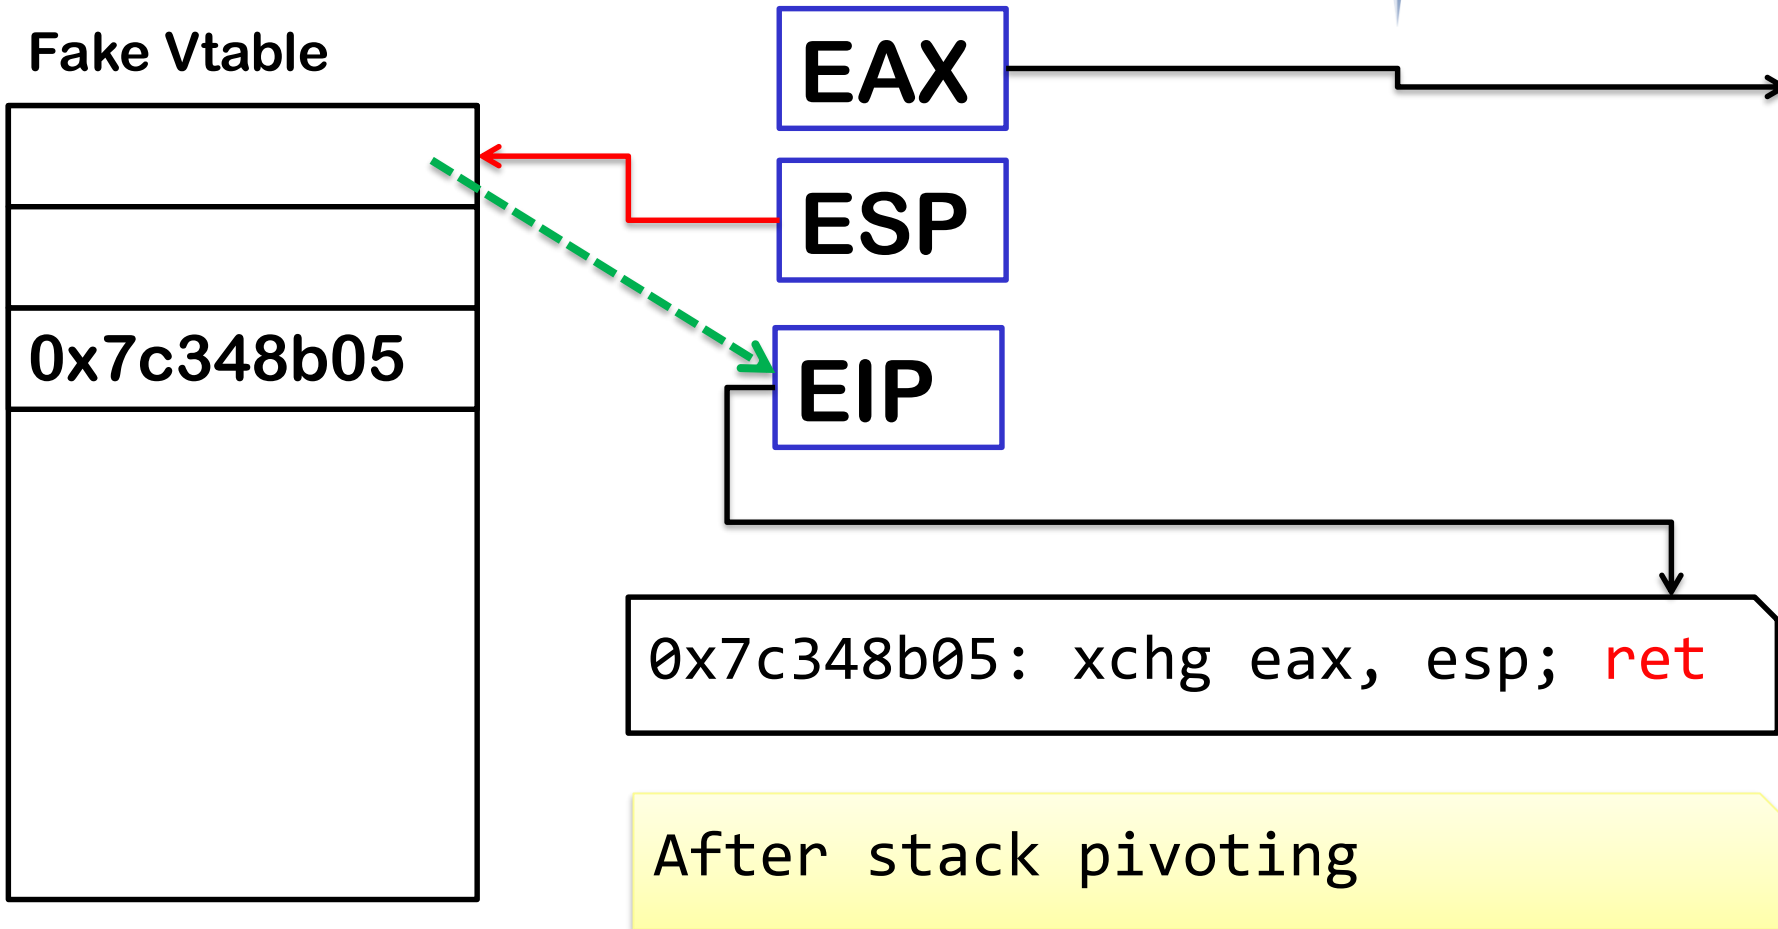 Fake Vtable
EAX
ESP
0x7c348b05
EIP
0x7c348b05: xchg eax, esp; ret
After stack pivoting